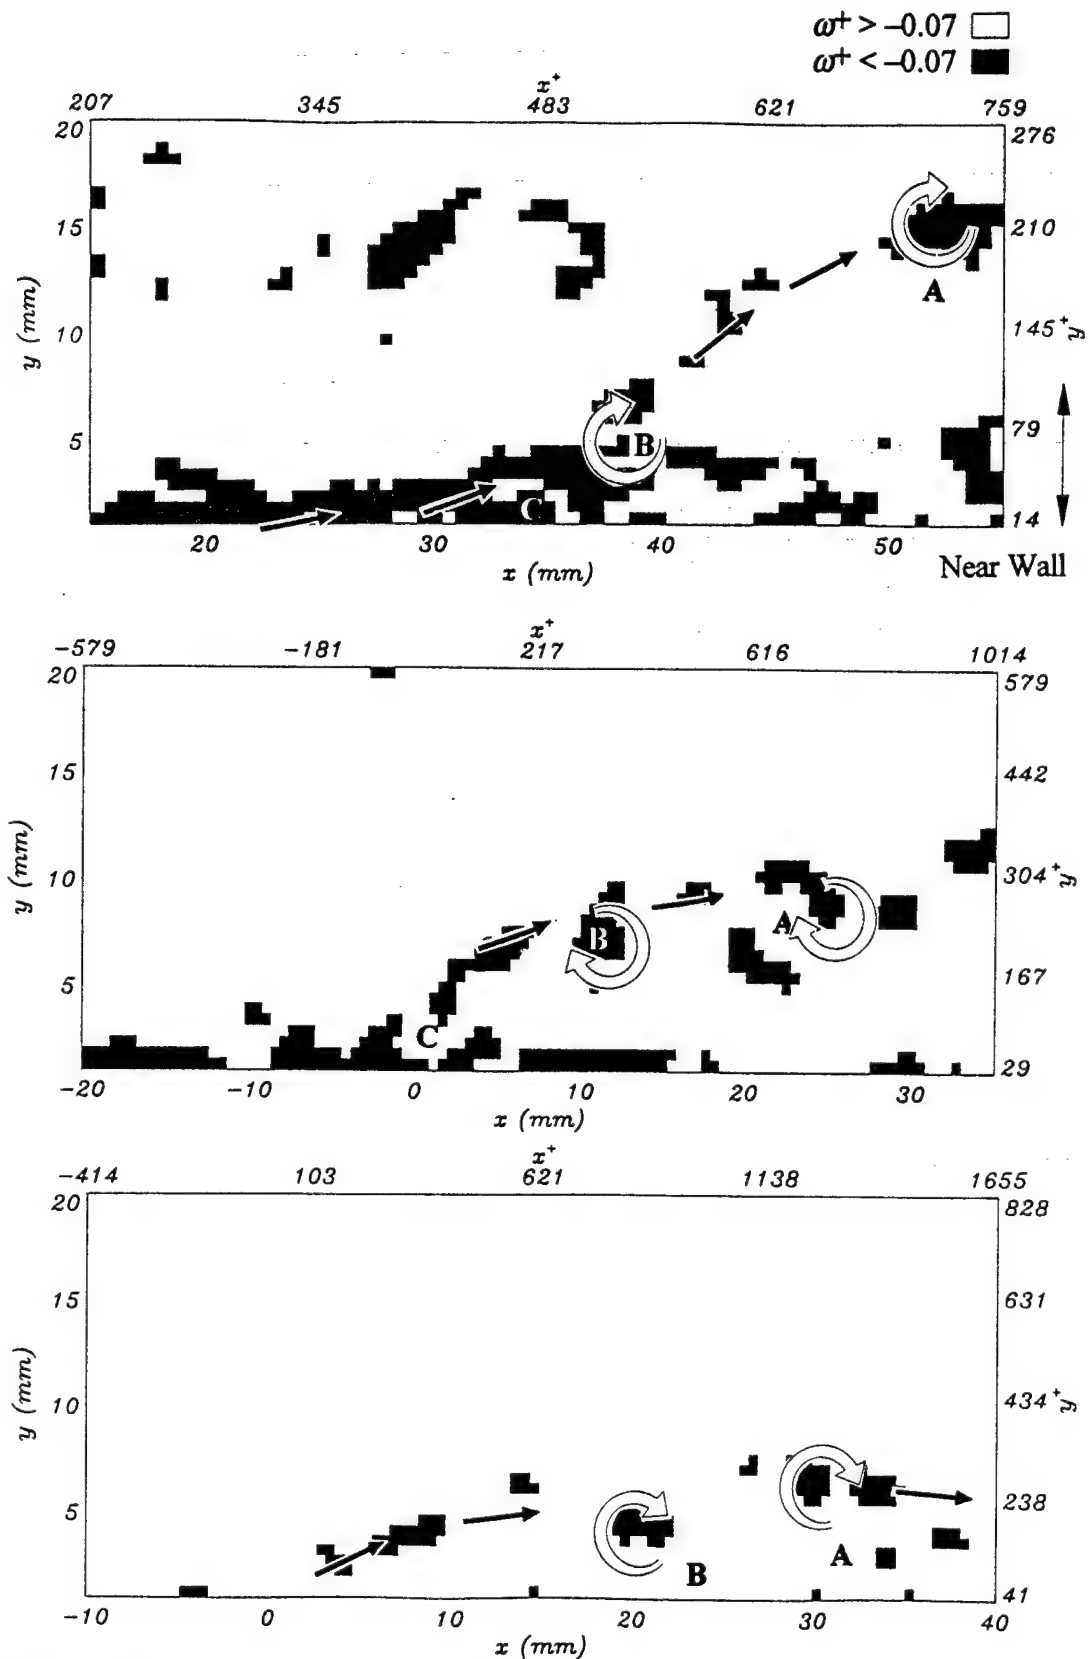 ω+ > −0.07
ω+ < −0.07
x+
207 345 483 621 759
20 276
15 210
10 145
5 79
14
y (mm)
y+
A
B
C
20 30 40 50
x (mm)
Near Wall
x+
−579 −181 217 616 1014
20 579
15 442
10 304
5 167
29
y (mm)
y+
A
B
C
−20 −10 0 10 20 30
x (mm)
x+
−414 103 621 1138 1655
20 828
15 631
10 434
5 238
41
y (mm)
y+
A
B
−10 0 10 20 30 40
x (mm)